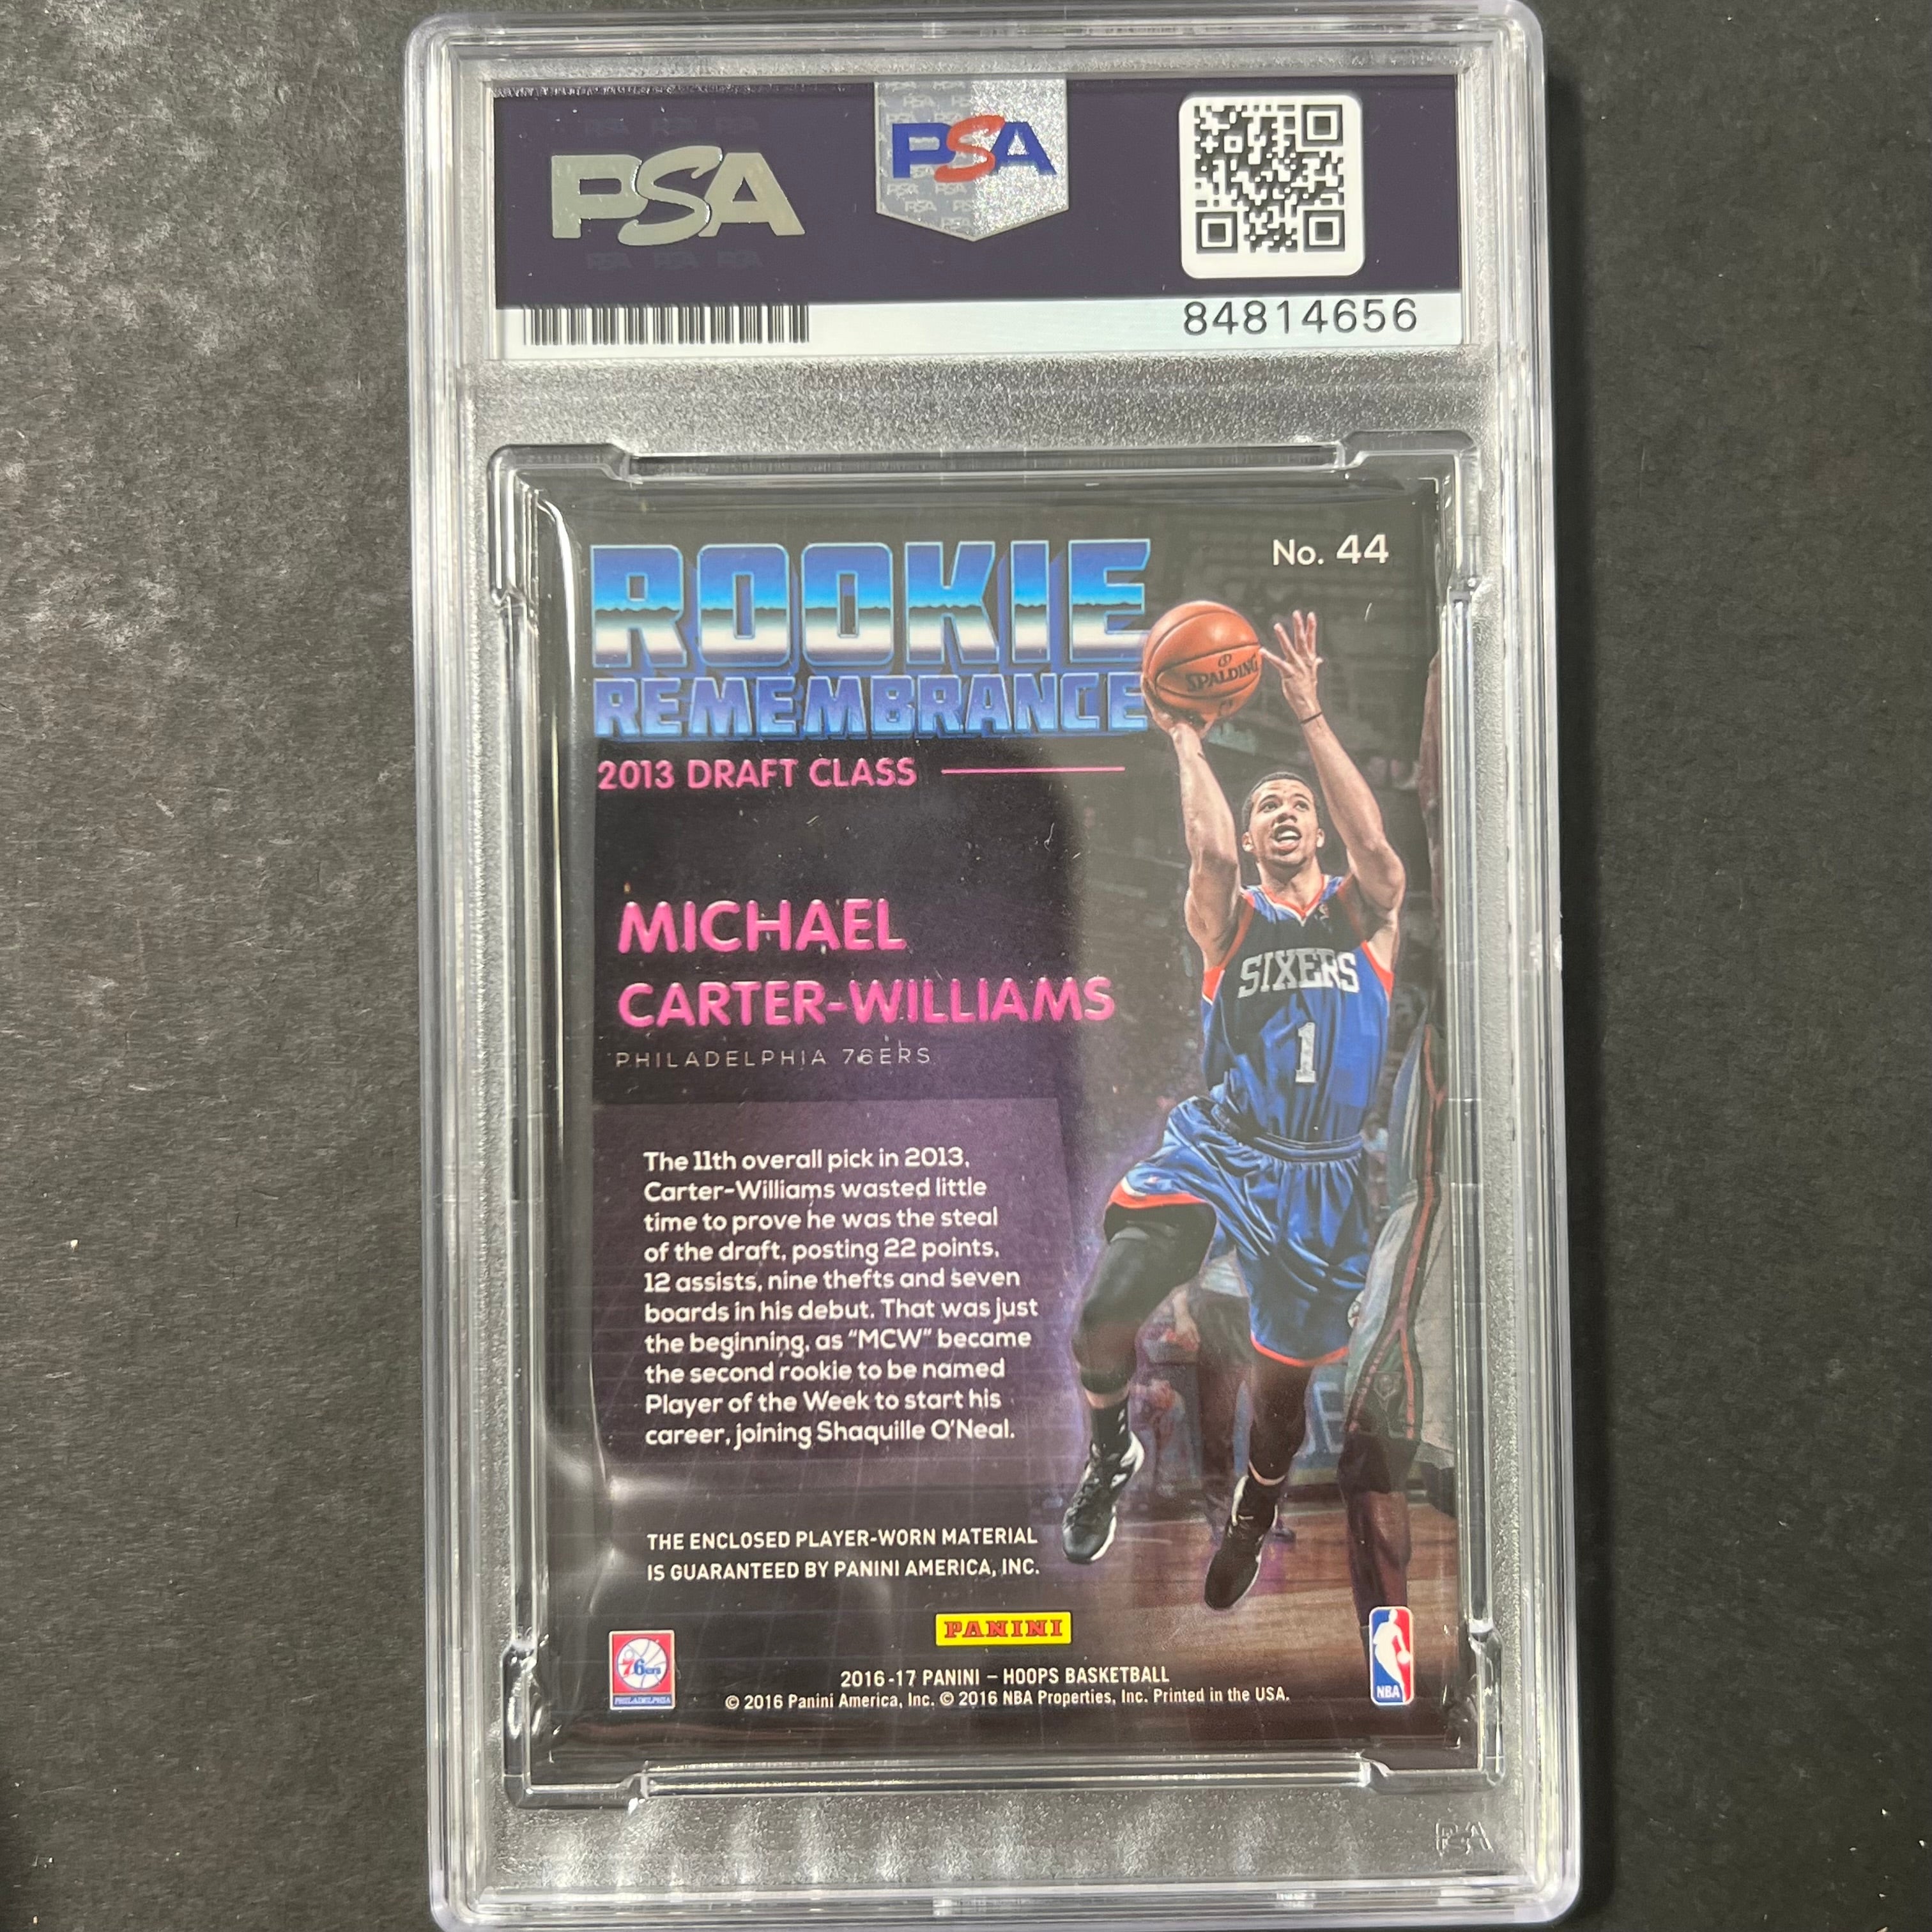 PSA
PSA
84814656
ROOKIE
REMEMBRANCE
No. 44
2013 DRAFT CLASS
SPALDING
MICHAEL
CARTER-WILLIAMS
PHILADELPHIA 76ERS
SIXERS
1
The 11th overall pick in 2013,
Carter-Williams wasted little
time to prove he was the steal
of the draft, posting 22 points,
12 assists, nine thefts and seven
boards in his debut. That was just
the beginning, as “MCW” became
the second rookie to be named
Player of the Week to start his
career, joining Shaquille O’Neal.
THE ENCLOSED PLAYER-WORN MATERIAL
IS GUARANTEED BY PANINI AMERICA, INC.
PANINI
76ers
PHILADELPHIA
2016-17 PANINI – HOOPS BASKETBALL
© 2016 Panini America, Inc. © 2016 NBA Properties, Inc. Printed in the USA.
NBA
PSA